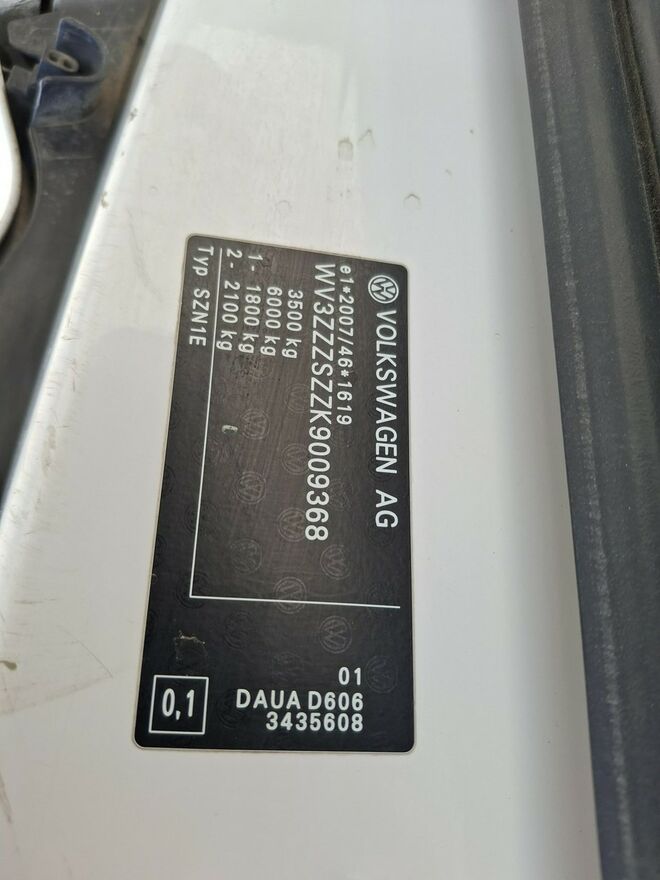 VOLKSWAGEN AG
e1*2007/46*1619
WV3ZZZSZZK9009368
3500 kg
6000 kg
1 - 1800 kg
2 - 2100 kg
Typ SZN1E
01
DAUA D606
3435608
0,1